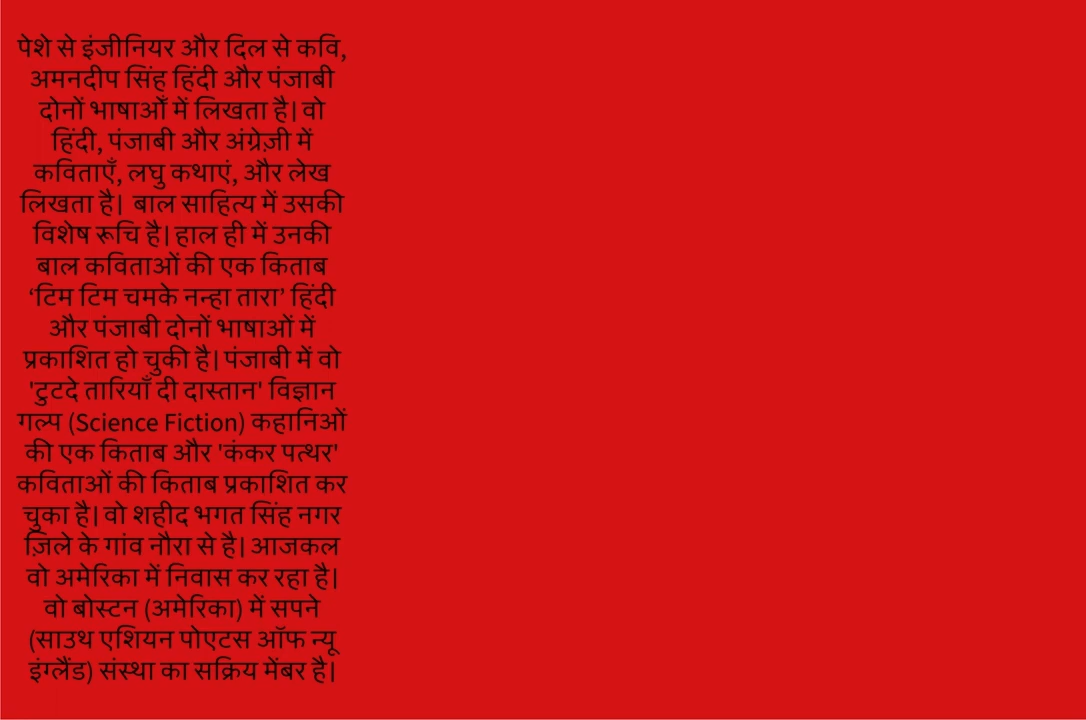 पेशे से इंजीनियर और दिल से कवि,
अमनदीप सिंह हिंदी और पंजाबी
दोनों भाषाओँ में लिखता है। वो
हिंदी, पंजाबी और अंग्रेज़ी में
कविताएँ, लघु कथाएं, और लेख
लिखता है। बाल साहित्य में उसकी
विशेष रूचि है। हाल ही में उनकी
बाल कविताओं की एक किताब
‘टिम टिम चमके नन्हा तारा’ हिंदी
और पंजाबी दोनों भाषाओं में
प्रकाशित हो चुकी है। पंजाबी में वो
'टुटदे तारियाँ दी दास्तान' विज्ञान
गल्प (Science Fiction) कहानिओं
की एक किताब और 'कंकर पत्थर'
कविताओं की किताब प्रकाशित कर
चुका है। वो शहीद भगत सिंह नगर
ज़िले के गांव नौरा से है। आजकल
वो अमेरिका में निवास कर रहा है।
वो बोस्टन (अमेरिका) में सपने
(साउथ एशियन पोएटस ऑफ न्यू
इंग्लैंड) संस्था का सक्रिय मेंबर है।